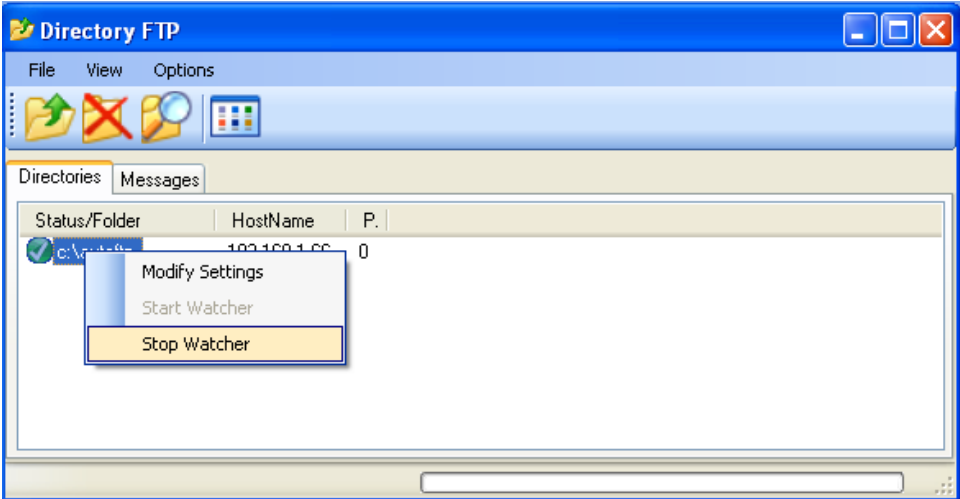 Directory FTP
File View Options
Directories Messages
Status/Folder HostName P.
0
Modify Settings
Start Watcher
Stop Watcher